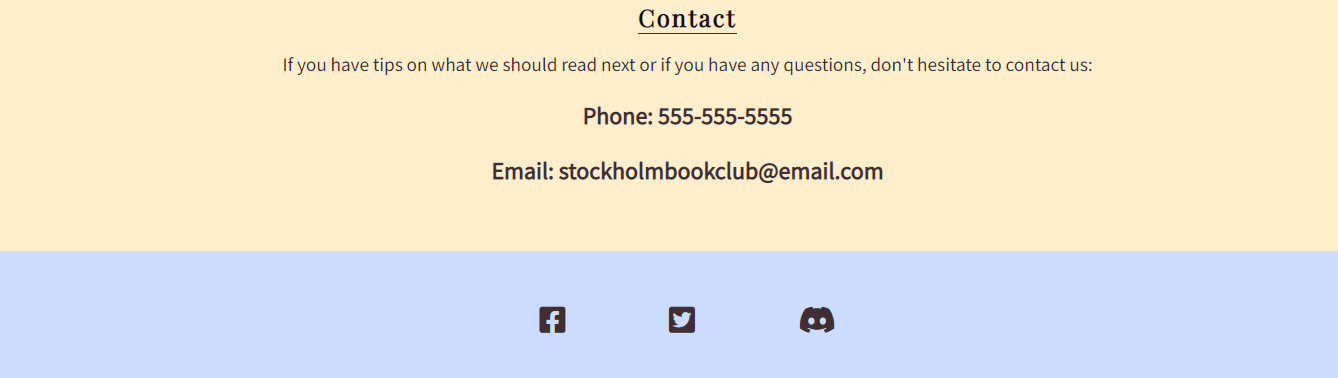 Contact
If you have tips on what we should read next or if you have any questions, don't hesitate to contact us:
Phone: 555-555-5555
Email: stockholmbookclub@email.com